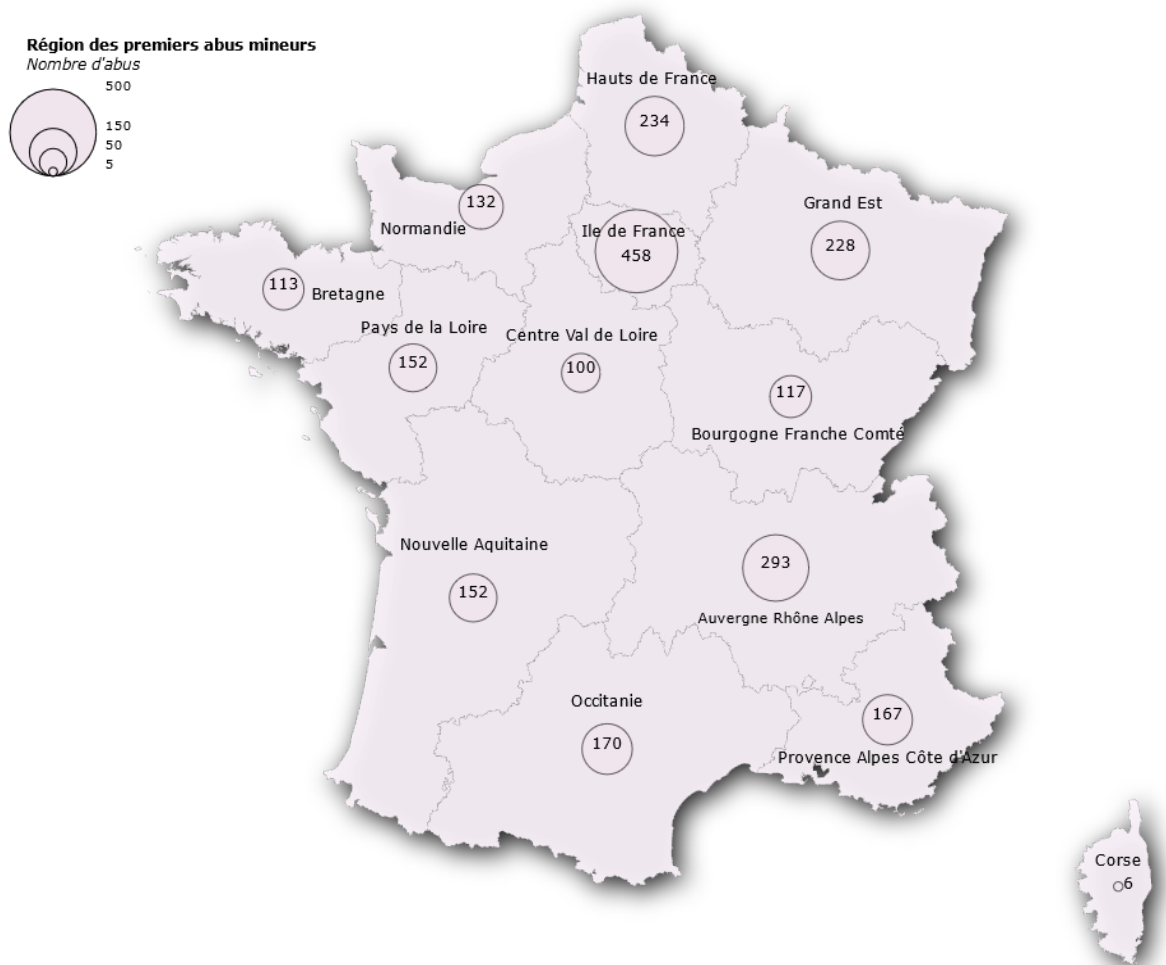 Région des premiers abus mineurs
Nombre d'abus
500
150
50
5
Hauts de France
234
Grand Est
228
132
Normandie
Ile de France
458
113
Bretagne
Pays de la Loire
152
Centre Val de Loire
100
117
Bourgogne Franche Comté
Nouvelle Aquitaine
152
293
Auvergne Rhône Alpes
Occitanie
170
167
Provence Alpes Côte d'Azur
Corse
6